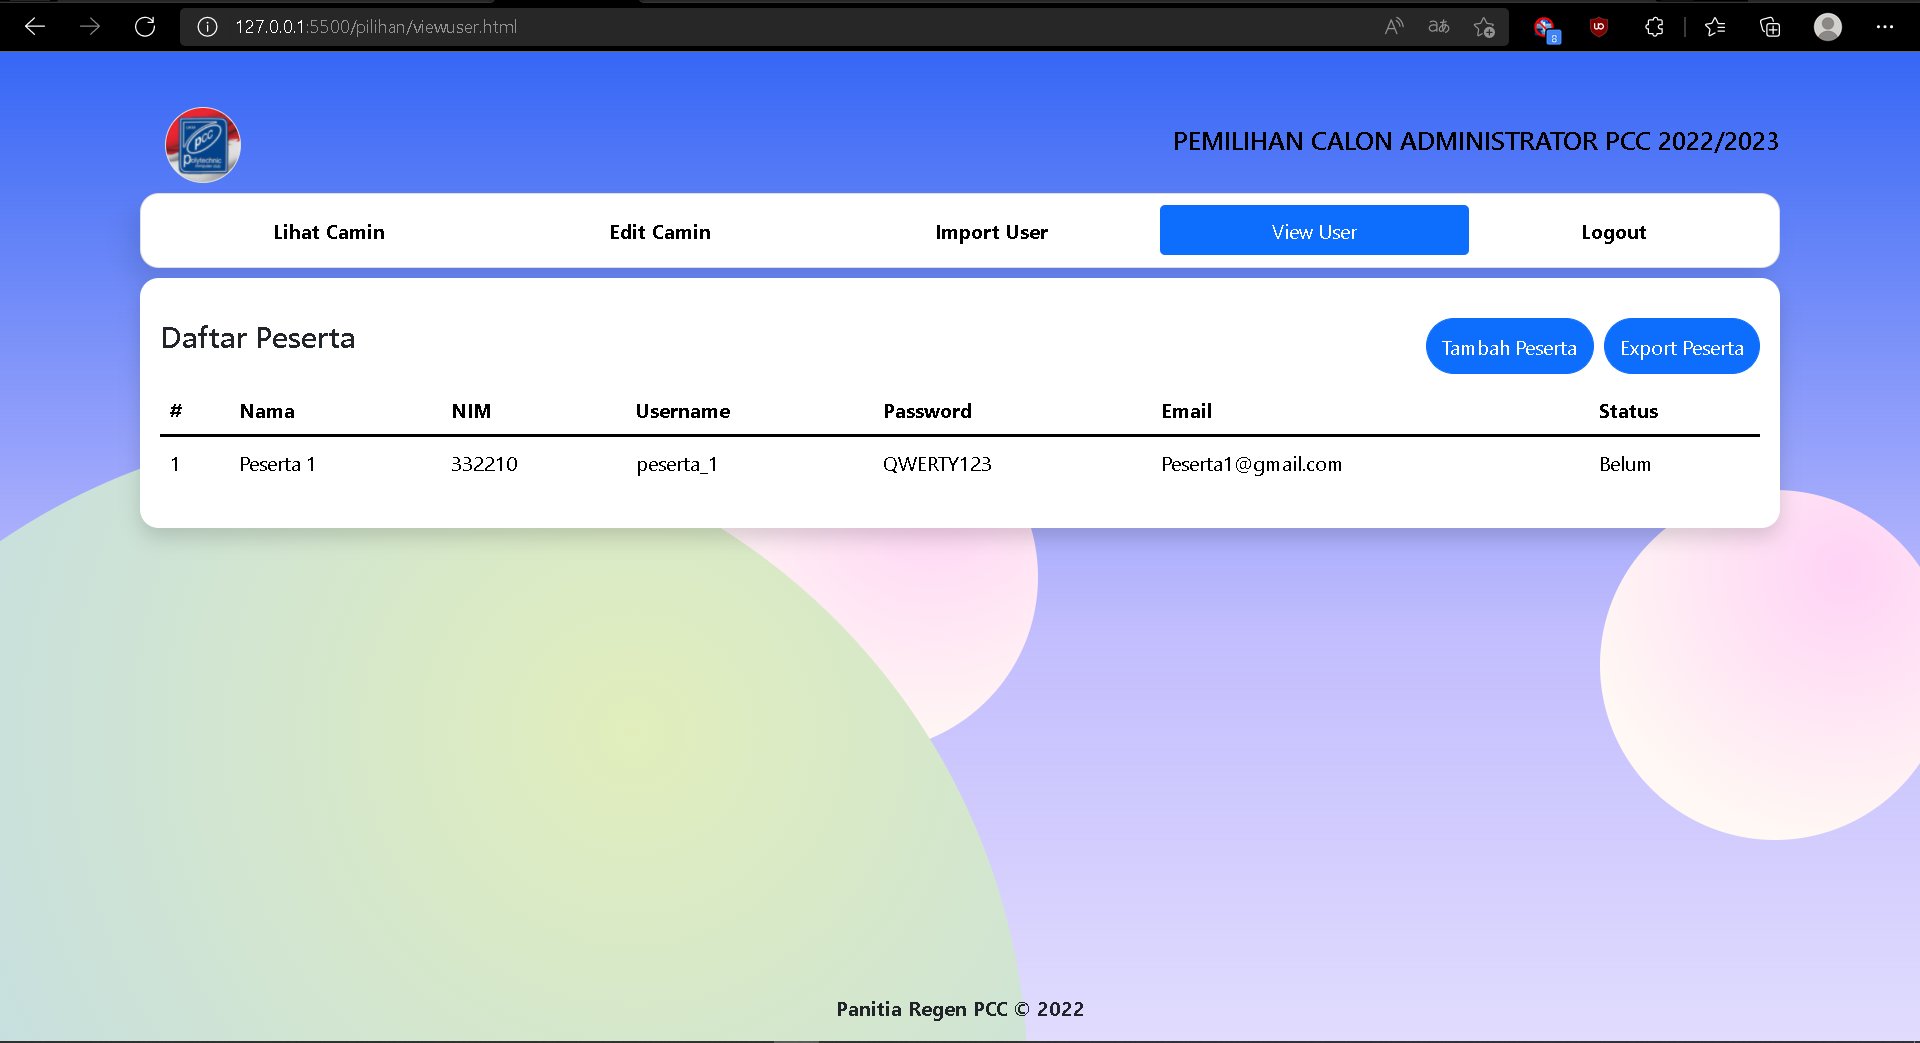 127.0.0.1:5500/pilihan/viewuser.html
8
PCC
Polytechnic
PEMILIHAN CALON ADMINISTRATOR PCC 2022/2023
Lihat Camin Edit Camin Import User View User Logout
Daftar Peserta Tambah Peserta Export Peserta
# Nama NIM Username Password Email Status
1 Peserta 1 332210 peserta_1 QWERTY123 Peserta1@gmail.com Belum
Panitia Regen PCC © 2022